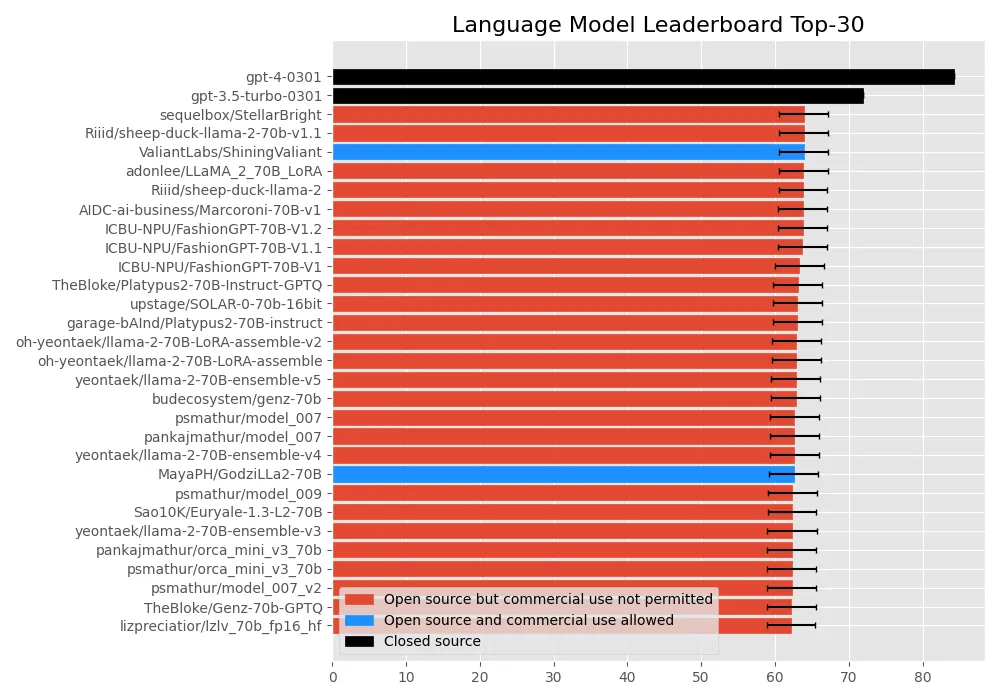 Language Model Leaderboard Top-30
gpt-4-0301
gpt-3.5-turbo-0301
sequelbox/StellarBright
Riiid/sheep-duck-llama-2-70b-v1.1
ValiantLabs/ShiningValiant
adonlee/LLaMA_2_70B_LoRA
Riiid/sheep-duck-llama-2
AIDC-ai-business/Marcoroni-70B-v1
ICBU-NPU/FashionGPT-70B-V1.2
ICBU-NPU/FashionGPT-70B-V1.1
ICBU-NPU/FashionGPT-70B-V1
TheBloke/Platypus2-70B-Instruct-GPTQ
upstage/SOLAR-0-70b-16bit
garage-bAInd/Platypus2-70B-instruct
oh-yeontaek/llama-2-70B-LoRA-assemble-v2
oh-yeontaek/llama-2-70B-LoRA-assemble
yeontaek/llama-2-70B-ensemble-v5
budecosystem/genz-70b
psmathur/model_007
pankajmathur/model_007
yeontaek/llama-2-70B-ensemble-v4
MayaPH/GodziLLa2-70B
psmathur/model_009
Sao10K/Euryale-1.3-L2-70B
yeontaek/llama-2-70B-ensemble-v3
pankajmathur/orca_mini_v3_70b
psmathur/orca_mini_v3_70b
psmathur/model_007_v2
TheBloke/Genz-70b-GPTQ
lizpreciatior/lzlv_70b_fp16_hf
Open source but commercial use not permitted
Open source and commercial use allowed
Closed source
0 10 20 30 40 50 60 70 80